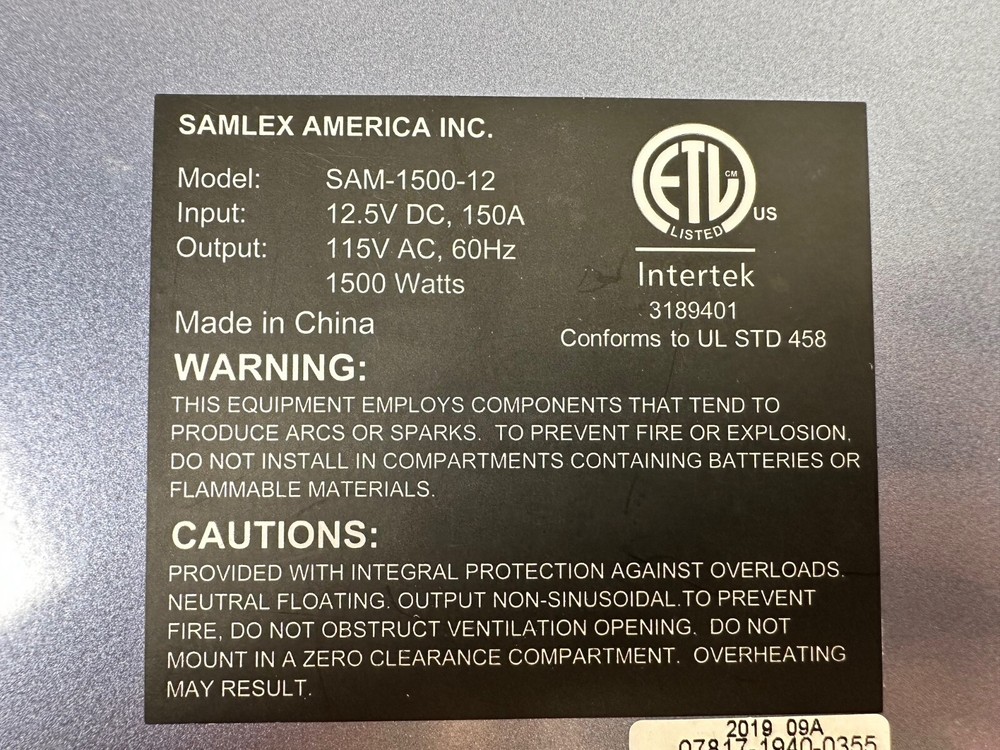 SAMLEX AMERICA INC.
Model: SAM-1500-12
Input: 12.5V DC, 150A
Output: 115V AC, 60Hz
1500 Watts
Made in China
ETL CM
US
LISTED
Intertek
3189401
Conforms to UL STD 458
WARNING:
THIS EQUIPMENT EMPLOYS COMPONENTS THAT TEND TO
PRODUCE ARCS OR SPARKS. TO PREVENT FIRE OR EXPLOSION,
DO NOT INSTALL IN COMPARTMENTS CONTAINING BATTERIES OR
FLAMMABLE MATERIALS.
CAUTIONS:
PROVIDED WITH INTEGRAL PROTECTION AGAINST OVERLOADS.
NEUTRAL FLOATING. OUTPUT NON-SINUSOIDAL.TO PREVENT
FIRE, DO NOT OBSTRUCT VENTILATION OPENING. DO NOT
MOUNT IN A ZERO CLEARANCE COMPARTMENT. OVERHEATING
MAY RESULT.
2019 09A
07817-1940-0355